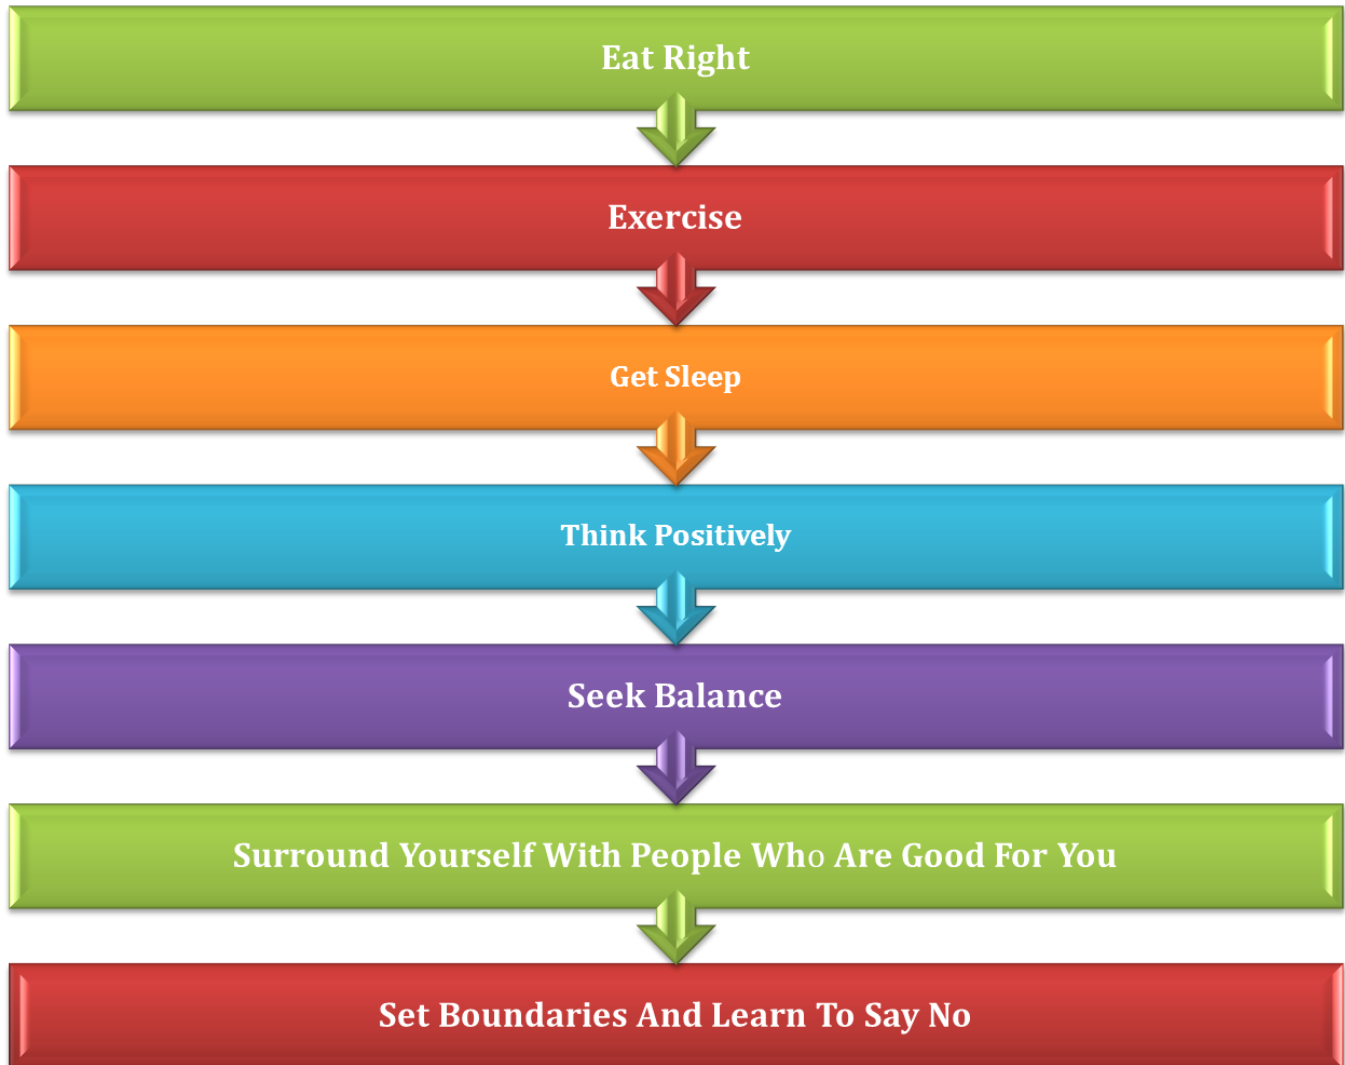 Eat Right
Exercise
Get Sleep
Think Positively
Seek Balance
Surround Yourself With People Who Are Good For You
Set Boundaries And Learn To Say No